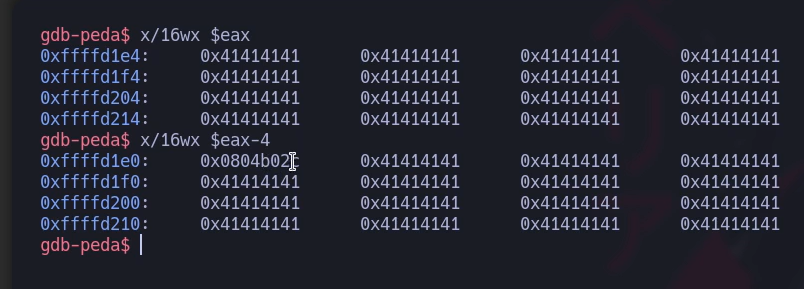 gdb-peda$ x/16wx $eax
0xffffd1e4: 0x41414141 0x41414141 0x41414141 0x41414141
0xffffd1f4: 0x41414141 0x41414141 0x41414141 0x41414141
0xffffd204: 0x41414141 0x41414141 0x41414141 0x41414141
0xffffd214: 0x41414141 0x41414141 0x41414141 0x41414141
gdb-peda$ x/16wx $eax-4
0xffffd1e0: 0x0804b02c 0x41414141 0x41414141 0x41414141
0xffffd1f0: 0x41414141 0x41414141 0x41414141 0x41414141
0xffffd200: 0x41414141 0x41414141 0x41414141 0x41414141
0xffffd210: 0x41414141 0x41414141 0x41414141 0x41414141
gdb-peda$